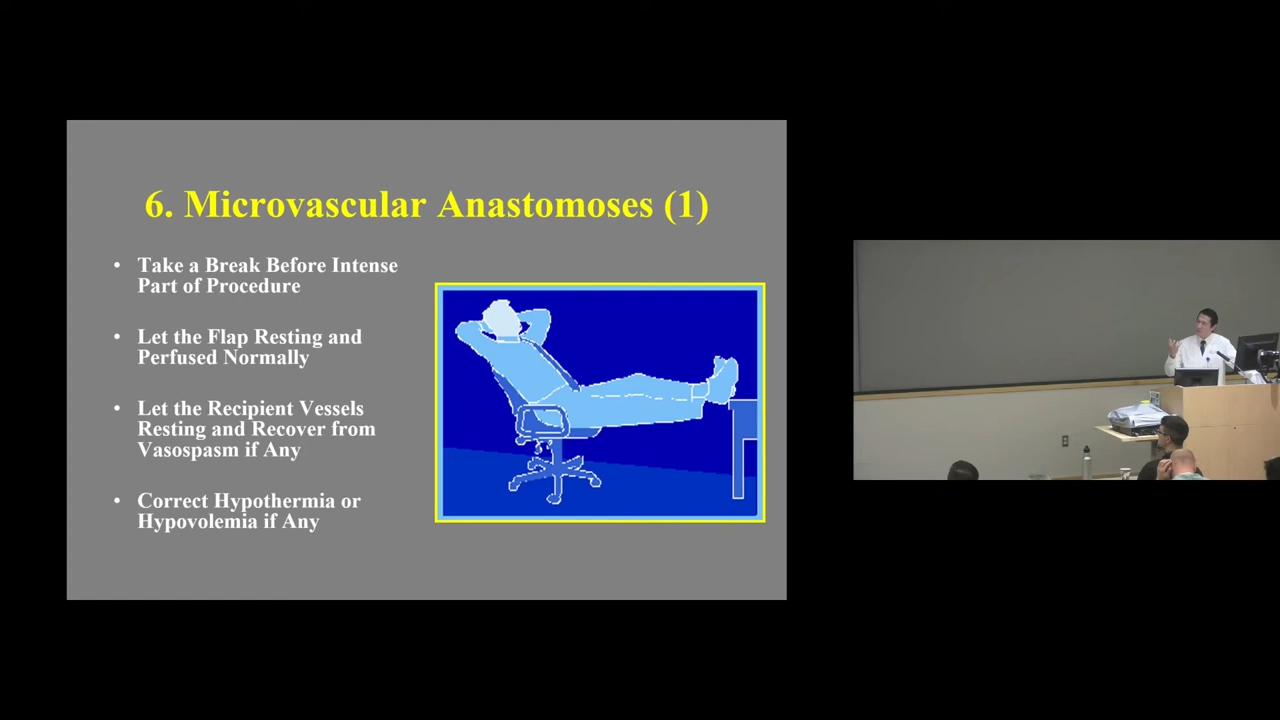 6. Microvascular Anastomoses (1)
• Take a Break Before Intense
Part of Procedure
• Let the Flap Resting and
Perfused Normally
• Let the Recipient Vessels
Resting and Recover from
Vasospasm if Any
• Correct Hypothermia or
Hypovolemia if Any